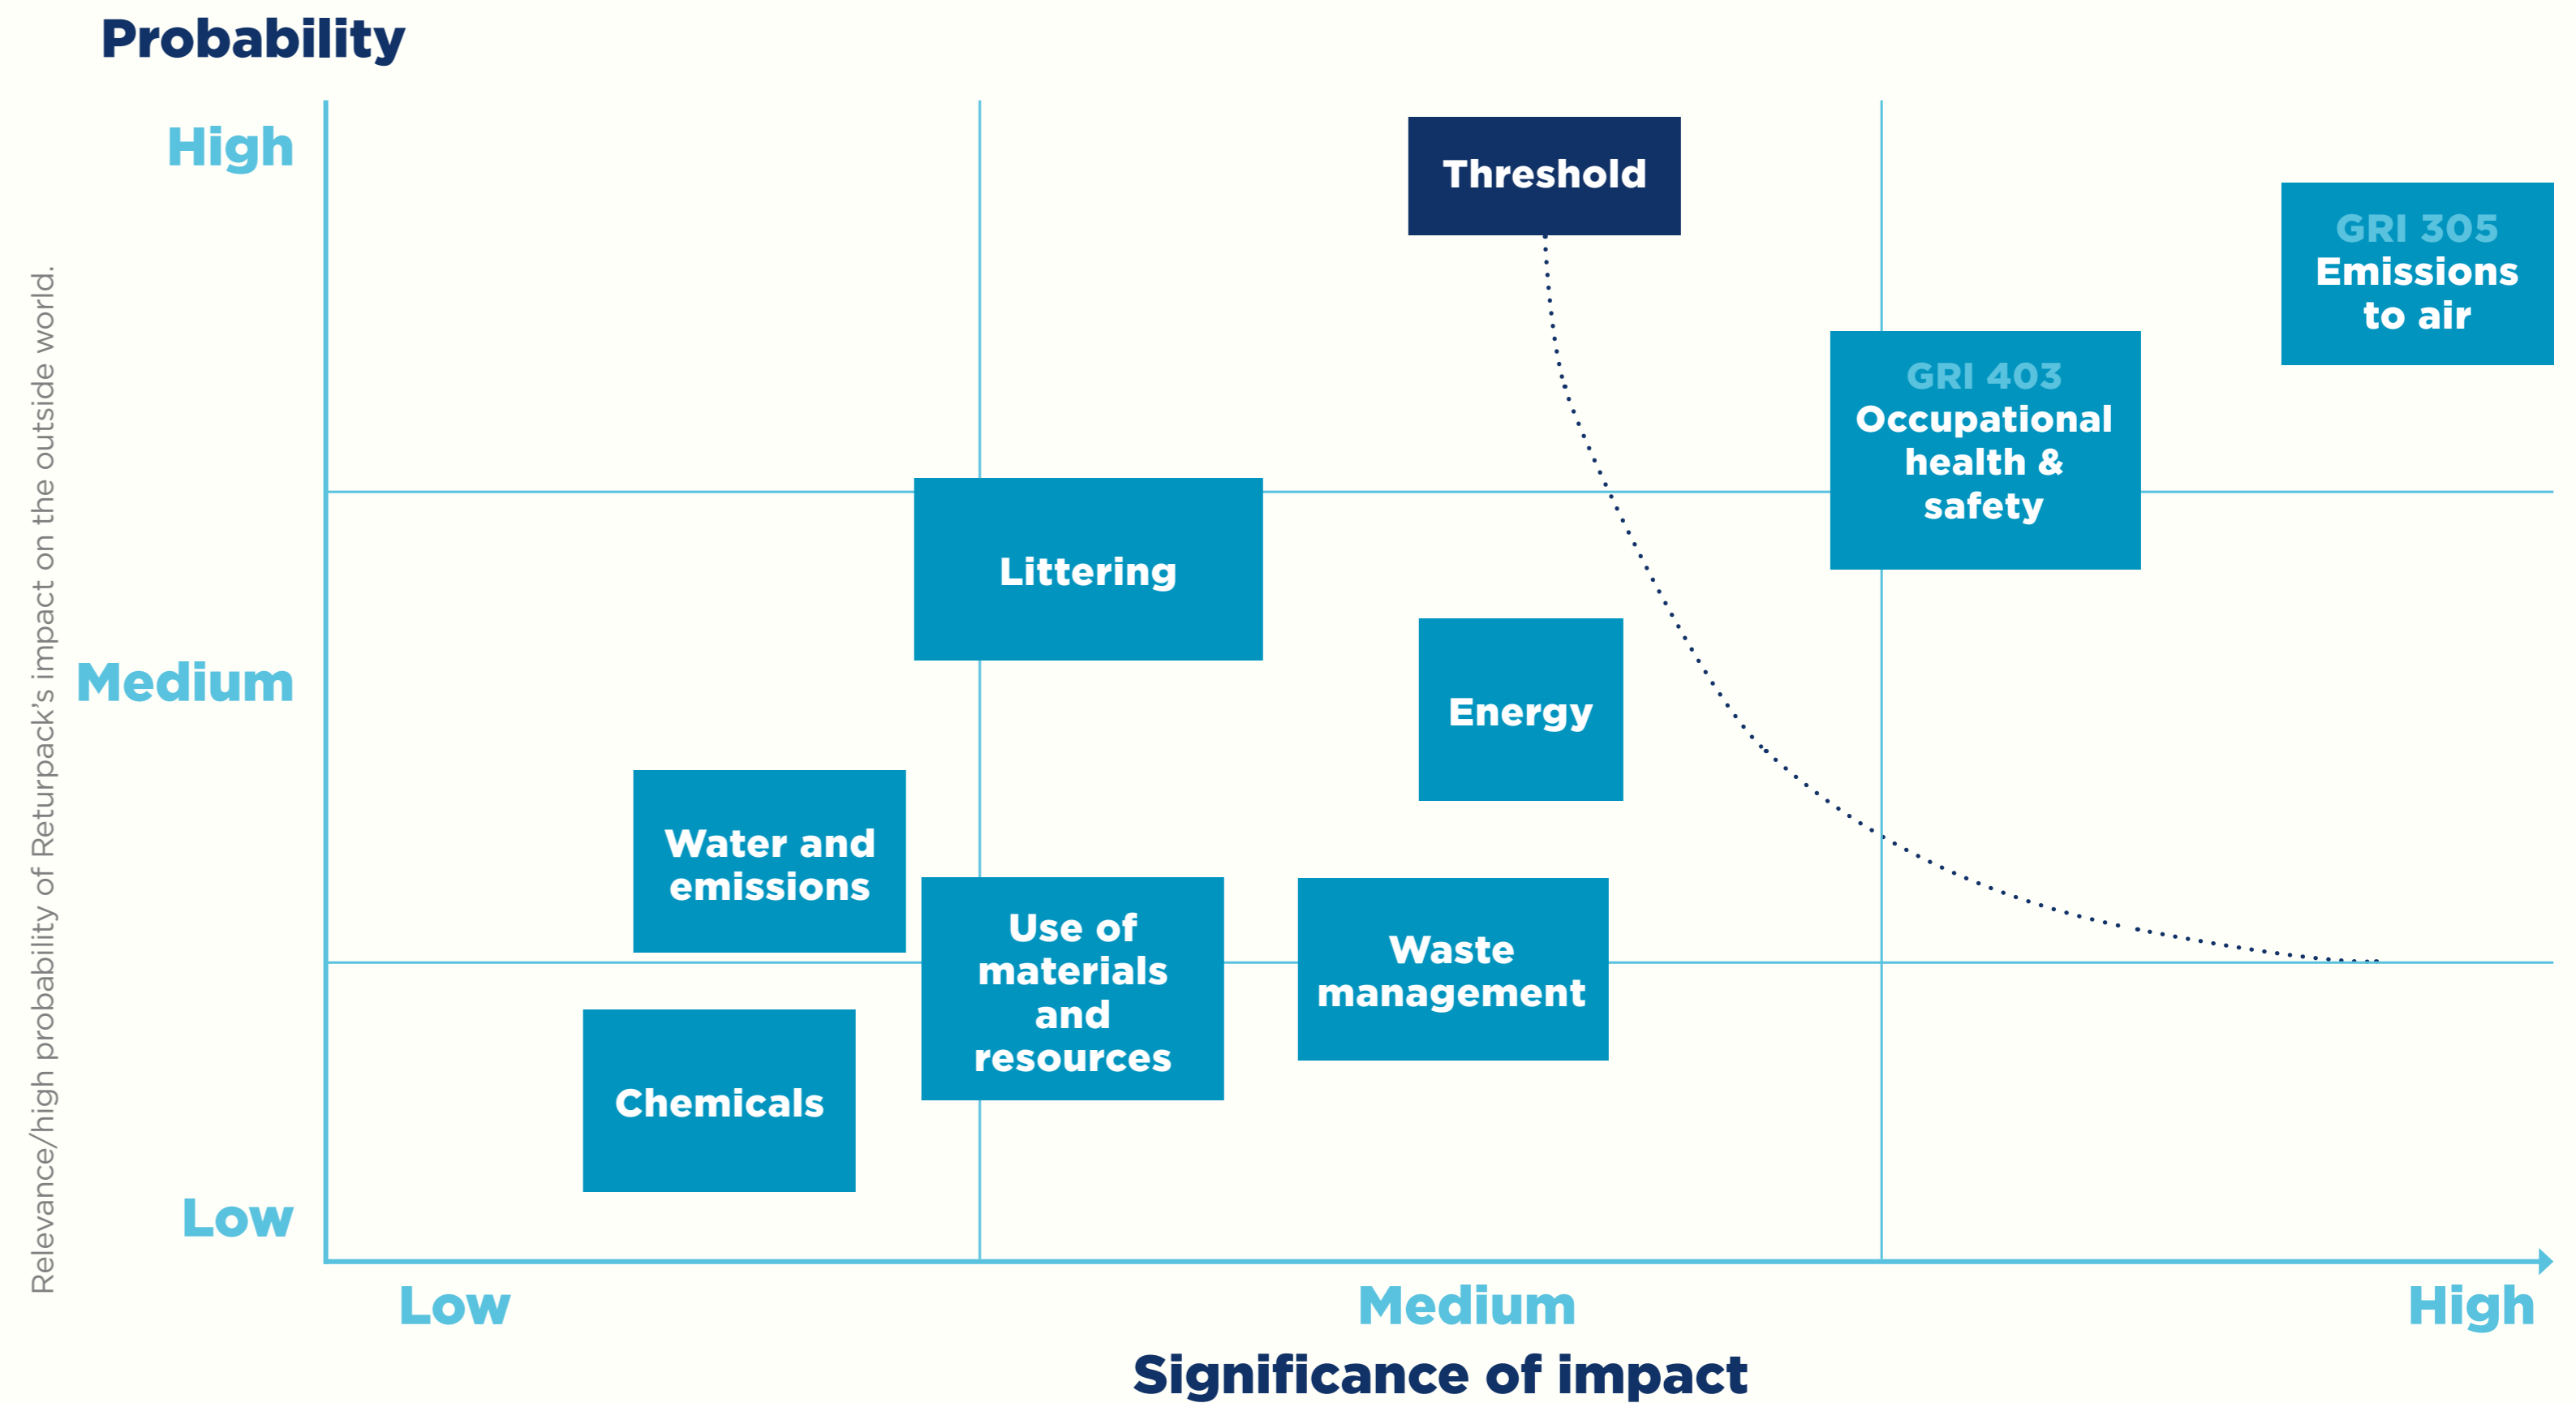 Probability
High
Threshold
GRI 305
Emissions
to air
GRI 403
Occupational
health &
safety
Littering
Medium
Energy
Water and
emissions
Use of
materials
and
resources
Waste
management
Chemicals
Low
Relevance/high probability of Returpack’s impact on the outside world.
Low
Medium
High
Significance of impact